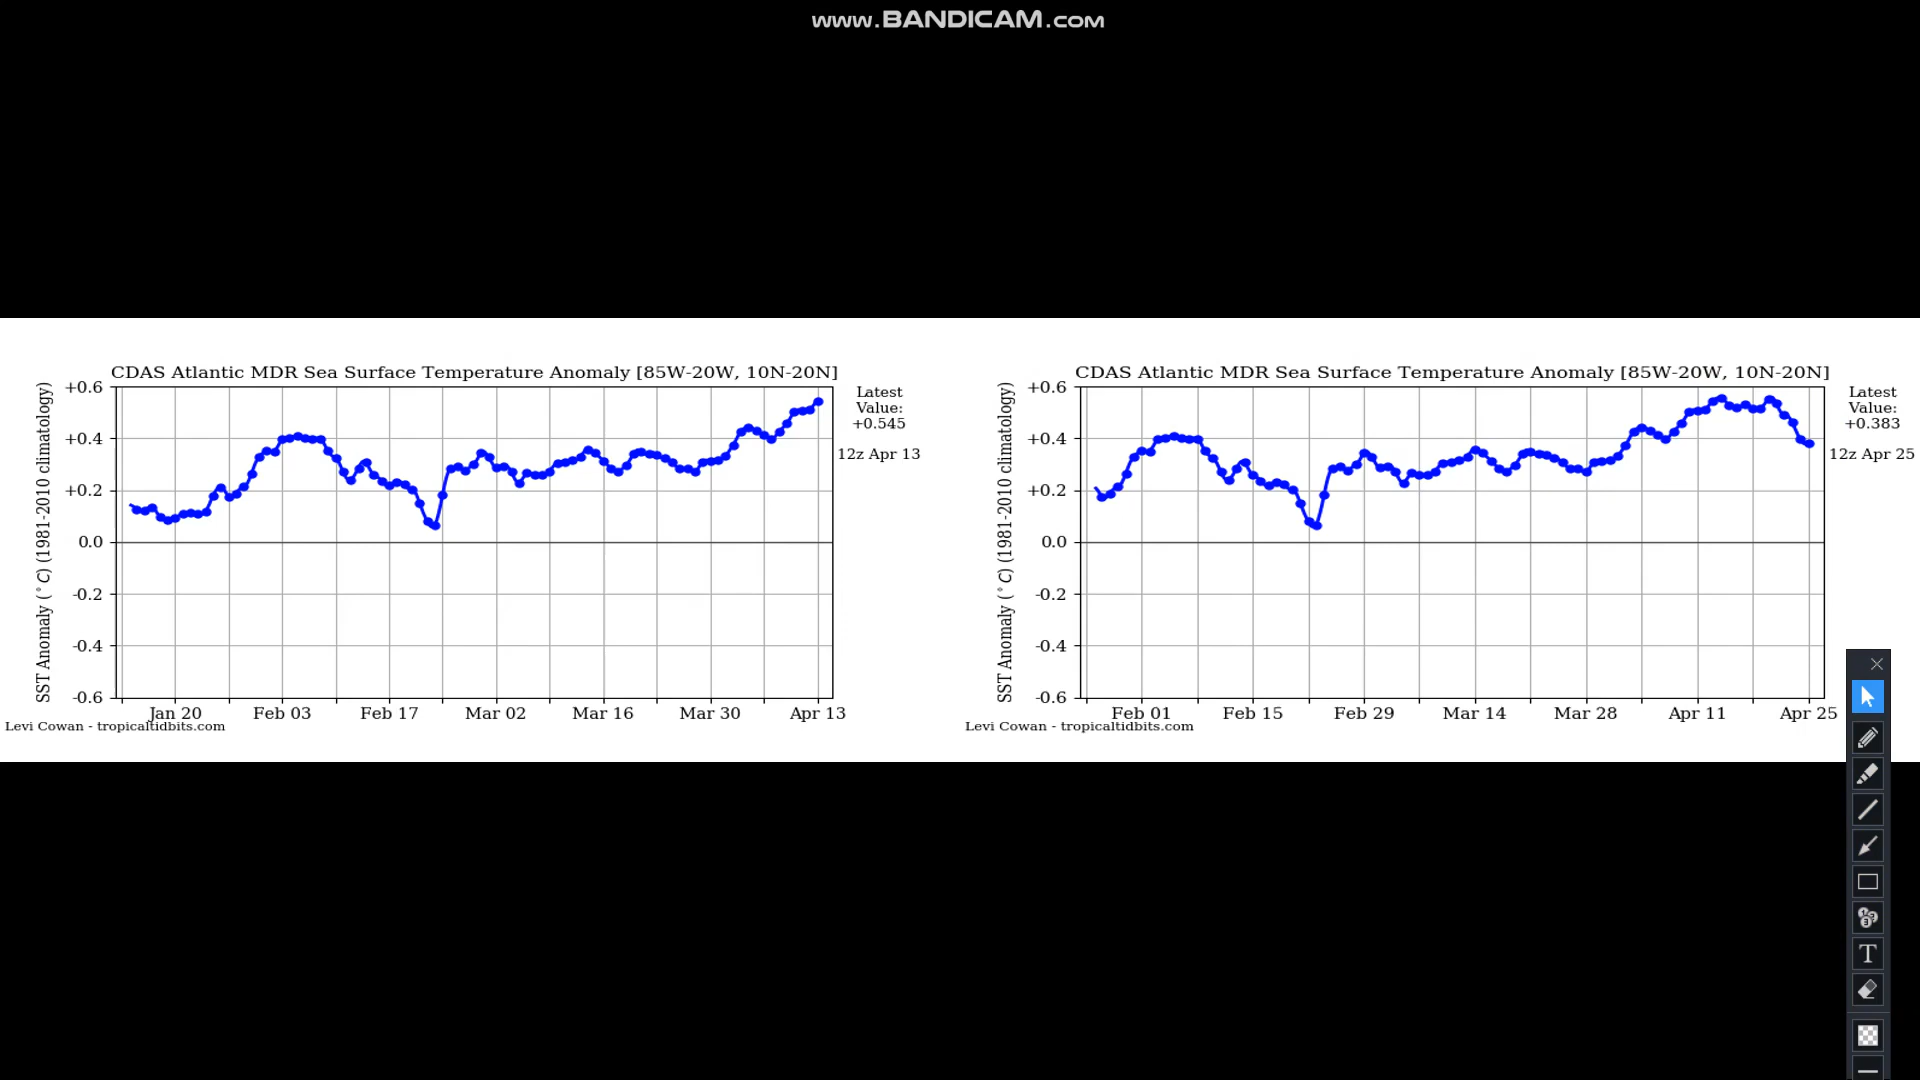 www.BANDICAM.com
CDAS Atlantic MDR Sea Surface Temperature Anomaly [85W-20W, 10N-20N]
SST Anomaly (°C) (1981-2010 climatology)
+0.6
+0.4
+0.2
0.0
-0.2
-0.4
-0.6
Jan 20 Feb 03 Feb 17 Mar 02 Mar 16 Mar 30 Apr 13
Latest
Value:
+0.545
12z Apr 13
Levi Cowan - tropicaltidbits.com
CDAS Atlantic MDR Sea Surface Temperature Anomaly [85W-20W, 10N-20N]
SST Anomaly (°C) (1981-2010 climatology)
+0.6
+0.4
+0.2
0.0
-0.2
-0.4
-0.6
Feb 01 Feb 15 Feb 29 Mar 14 Mar 28 Apr 11 Apr 25
Latest
Value:
+0.383
12z Apr 25
Levi Cowan - tropicaltidbits.com
T